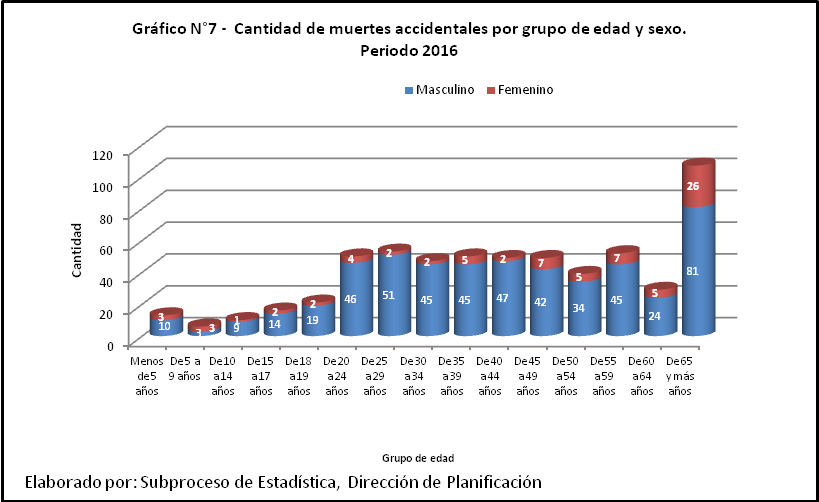 Gráfico N°7 - Cantidad de muertes accidentales por grupo de edad y sexo.
Periodo 2016
Masculino Femenino
120
100
80
60
40
20
0
Cantidad
3 3 1 2 2 4 2 2 5 2 7 5 7 5 26
10 3 9 14 19 46 51 45 45 47 42 34 45 24 81
Menos De5 a De10 De15 De18 De20 De25 De30 De35 De40 De45 De50 De55 De60 De65
de5 9 años a14 a17 a19 a24 a29 a34 a39 a44 a49 a54 a59 a64 y más
años años años años años años años años años años años años años años
Grupo de edad
Elaborado por: Subproceso de Estadística, Dirección de Planificación